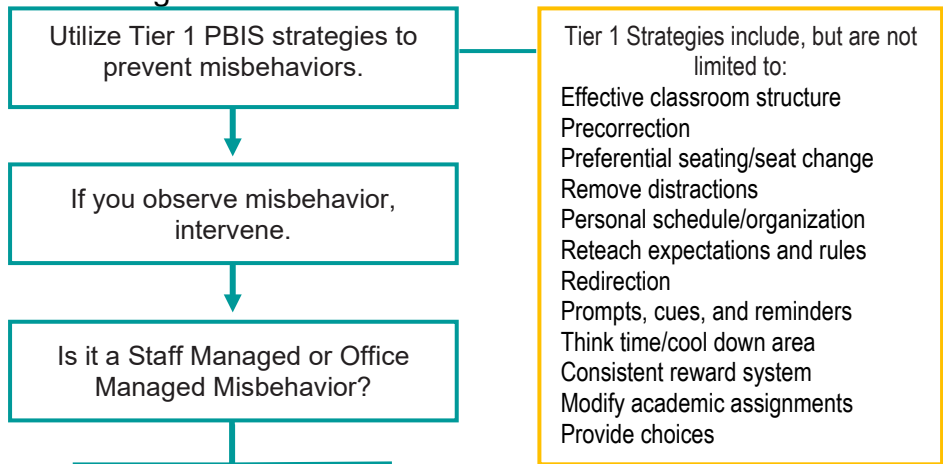 Utilize Tier 1 PBIS strategies to
prevent misbehaviors.
If you observe misbehavior,
intervene.
Is it a Staff Managed or Office
Managed Misbehavior?
Tier 1 Strategies include, but are not
limited to:
Effective classroom structure
Precorrection
Preferential seating/seat change
Remove distractions
Personal schedule/organization
Reteach expectations and rules
Redirection
Prompts, cues, and reminders
Think time/cool down area
Consistent reward system
Modify academic assignments
Provide choices